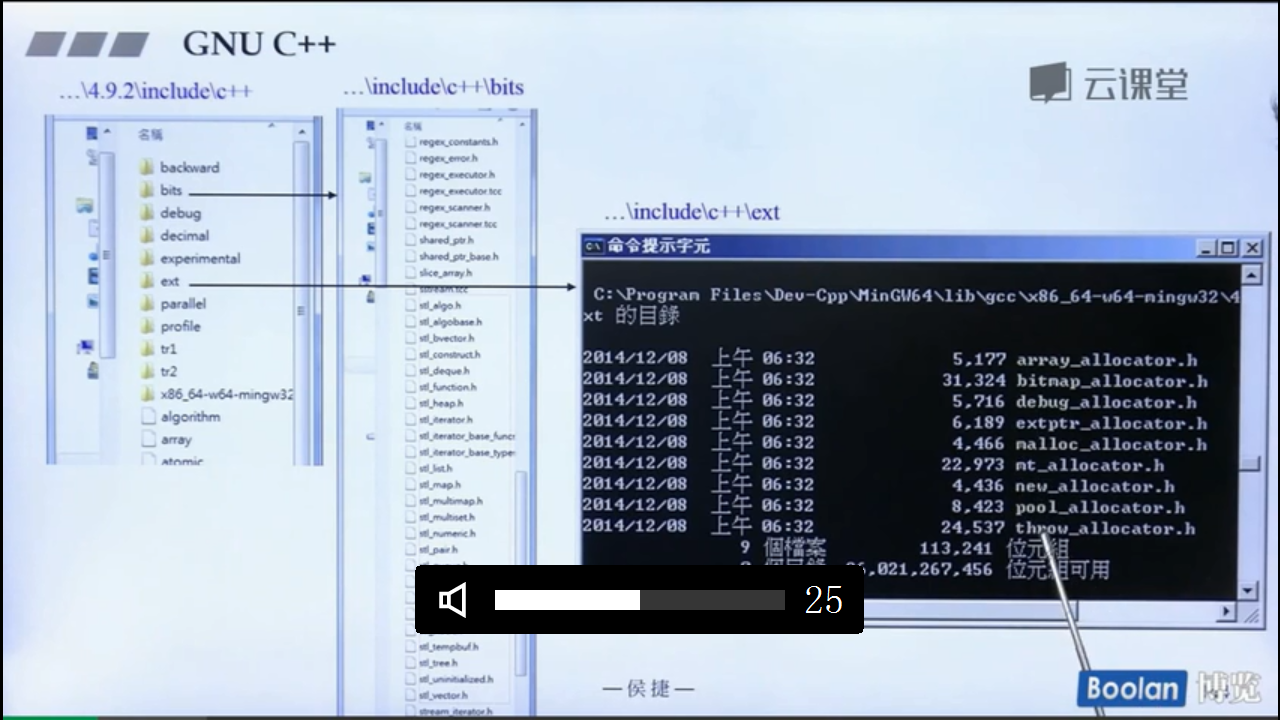 GNU C++
云课堂
...\4.9.2\include\c++
...\include\c++\bits
名稱
backward
bits
debug
decimal
experimental
ext
parallel
profile
tr1
tr2
x86_64-w64-mingw32
algorithm
array
atomic
名稱
regex_constants.h
regex_error.h
regex_executor.h
regex_executor.tcc
regex_scanner.h
regex_scanner.tcc
shared_ptr.h
shared_ptr_base.h
slice_array.h
sstream.tcc
stl_algo.h
stl_algobase.h
stl_bvector.h
stl_construct.h
stl_deque.h
stl_function.h
stl_heap.h
stl_iterator.h
stl_iterator_base_funcs
stl_iterator_base_types
stl_list.h
stl_map.h
stl_multimap.h
stl_multiset.h
stl_numeric.h
stl_pair.h
stl_tempbuf.h
stl_tree.h
stl_uninitialized.h
stl_vector.h
stream_iterator.h
...\include\c++\ext
命令提示字元
C:\Program Files\Dev-Cpp\MinGW64\lib\gcc\x86_64-w64-mingw32\4
xt 的目錄
2014/12/08 上午 06:32 5,177 array_allocator.h
2014/12/08 上午 06:32 31,324 bitmap_allocator.h
2014/12/08 上午 06:32 5,716 debug_allocator.h
2014/12/08 上午 06:32 6,189 extptr_allocator.h
2014/12/08 上午 06:32 4,466 malloc_allocator.h
2014/12/08 上午 06:32 22,973 mt_allocator.h
2014/12/08 上午 06:32 4,436 new_allocator.h
2014/12/08 上午 06:32 8,423 pool_allocator.h
2014/12/08 上午 06:32 24,537 throw_allocator.h
9 個檔案 113,241 位元組
6,021,267,456 位元組可用
25
—侯捷—
Boolan 博览